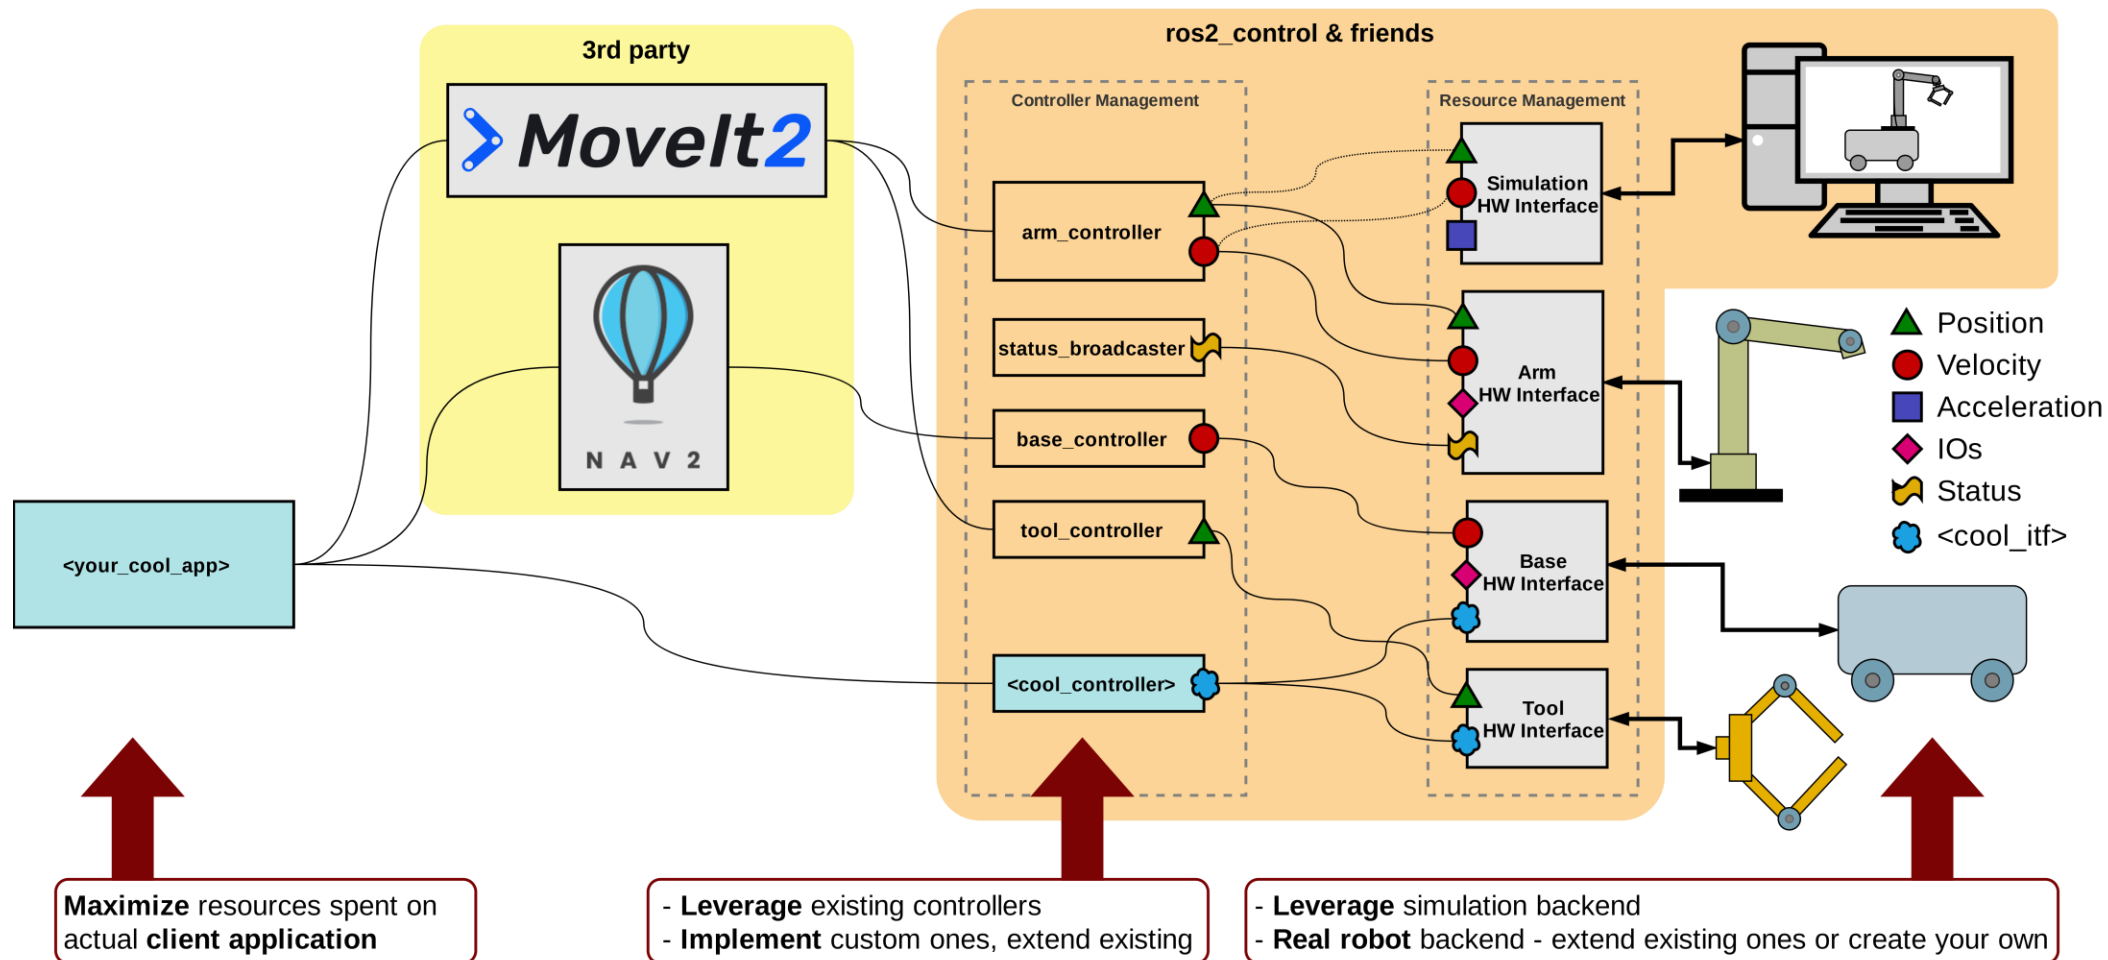 3rd party
MoveIt2
NAV2
<your_cool_app>
ros2_control & friends
Controller Management
arm_controller
status_broadcaster
base_controller
tool_controller
<cool_controller>
Resource Management
Simulation
HW Interface
Arm
HW Interface
Base
HW Interface
Tool
HW Interface
Position
Velocity
Acceleration
IOs
Status
<cool_itf>
Maximize resources spent on
actual client application
- Leverage existing controllers
- Implement custom ones, extend existing
- Leverage simulation backend
- Real robot backend - extend existing ones or create your own